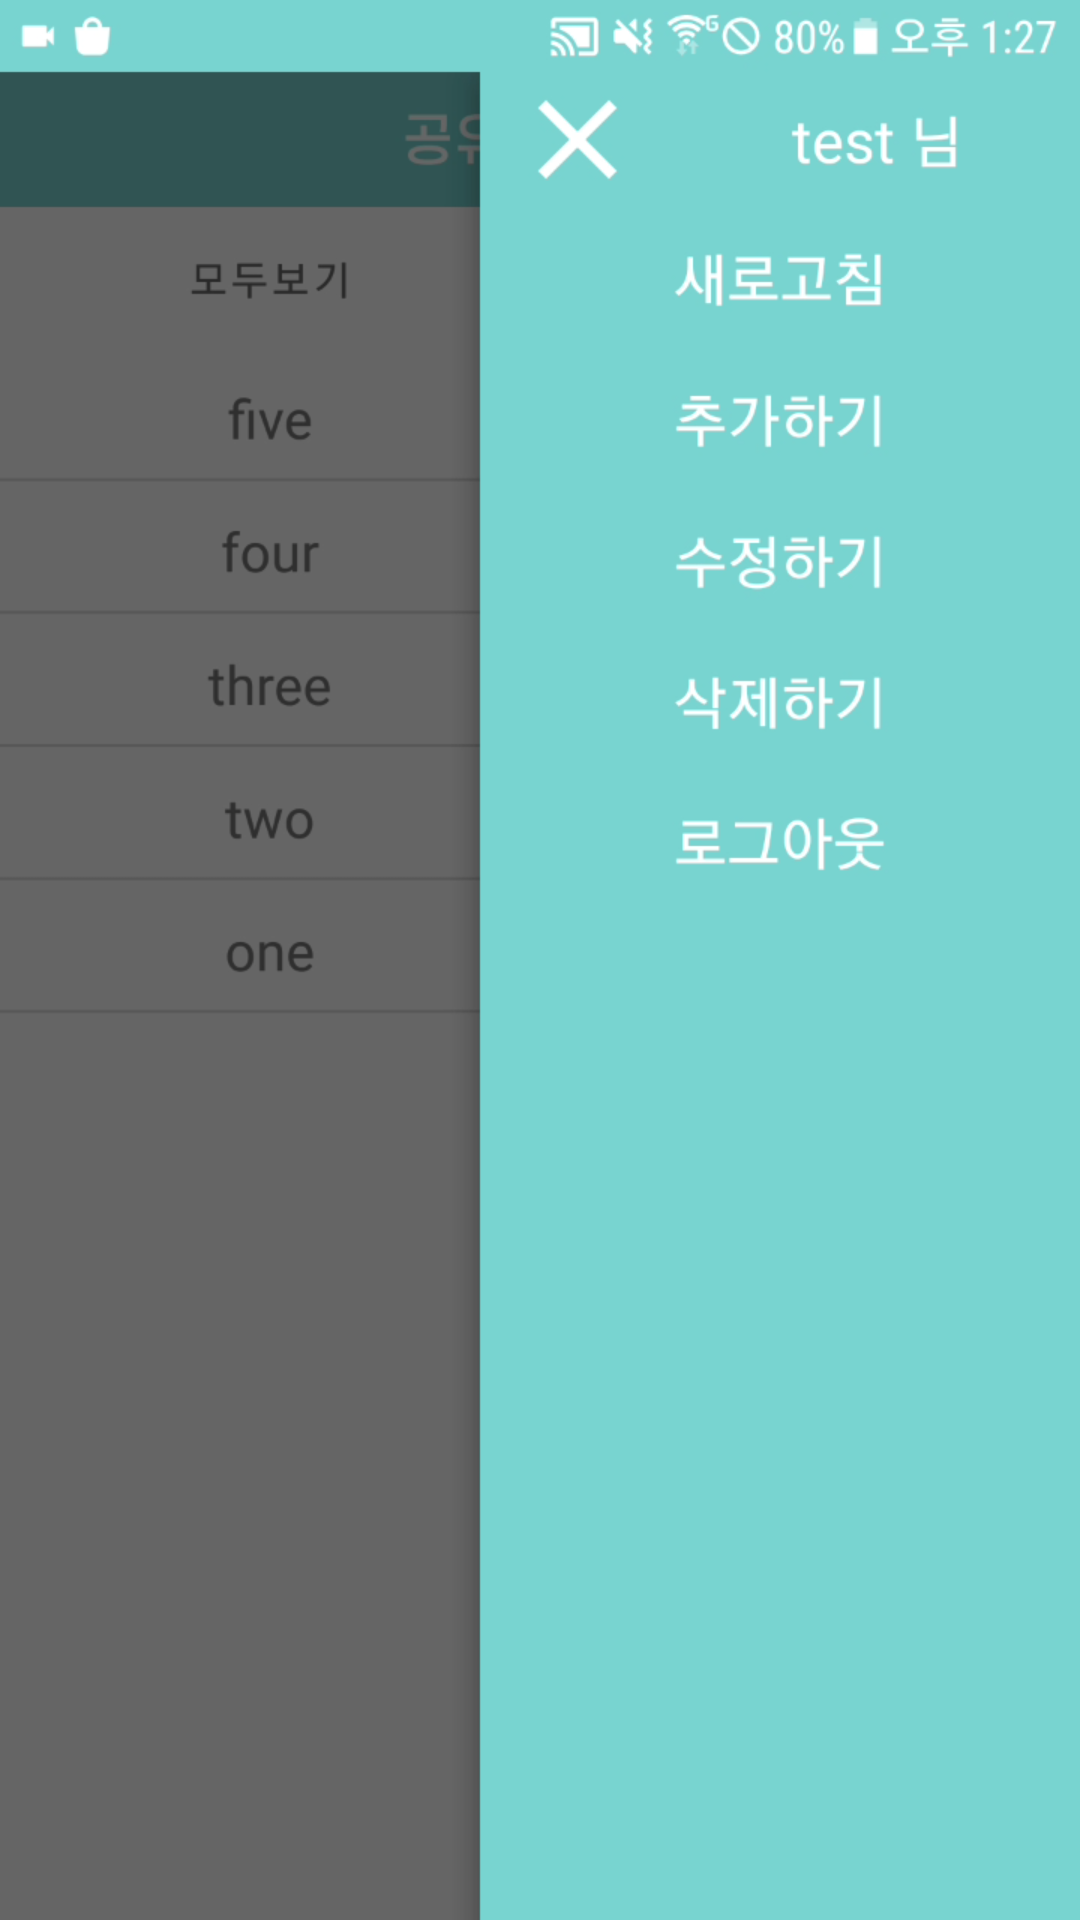 80% 오후 1:27
공유
test 님
모두보기
five
four
three
two
one
새로고침
추가하기
수정하기
삭제하기
로그아웃